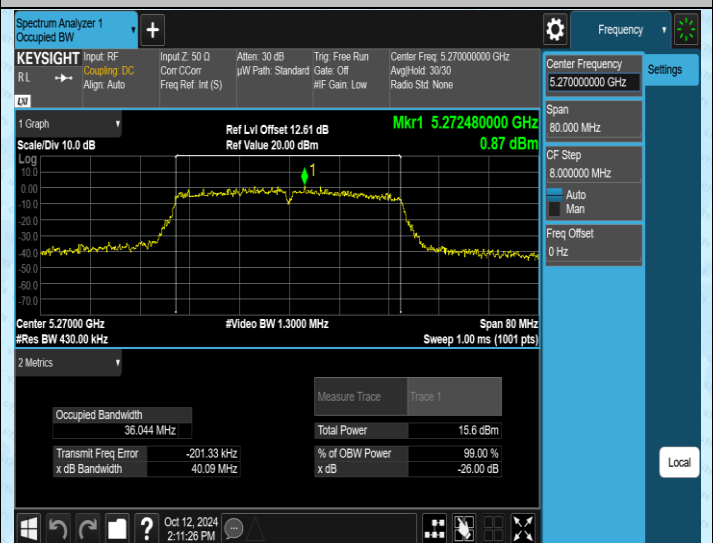 Spectrum Analyzer 1
Occupied BW
+
Frequency
KEYSIGHT
RL
Input: RF
Coupling: DC
Align: Auto
Input Z: 50 Ω
Corr CCorr
Freq Ref: Int (S)
Atten: 30 dB
µW Path: Standard
Trig: Free Run
Gate: Off
#IF Gain: Low
Center Freq: 5.270000000 GHz
Avg|Hold: 30/30
Radio Std: None
LXI
Center Frequency
5.270000000 GHz
Settings
Span
80.000 MHz
CF Step
8.000000 MHz
Auto
Man
Freq Offset
0 Hz
1 Graph
Scale/Div 10.0 dB
Ref Lvl Offset 12.61 dB
Ref Value 20.00 dBm
Mkr1 5.272480000 GHz
0.87 dBm
Log
10.0
0.00
-10.0
-20.0
-30.0
-40.0
-50.0
-60.0
-70.0
1
Center 5.27000 GHz
#Res BW 430.00 kHz
#Video BW 1.3000 MHz
Span 80 MHz
Sweep 1.00 ms (1001 pts)
2 Metrics
Measure Trace
Trace 1
Occupied Bandwidth
36.044 MHz
Total Power
15.6 dBm
Transmit Freq Error
-201.33 kHz
% of OBW Power
99.00 %
x dB Bandwidth
40.09 MHz
x dB
-26.00 dB
Local
?
Oct 12, 2024
2:11:26 PM